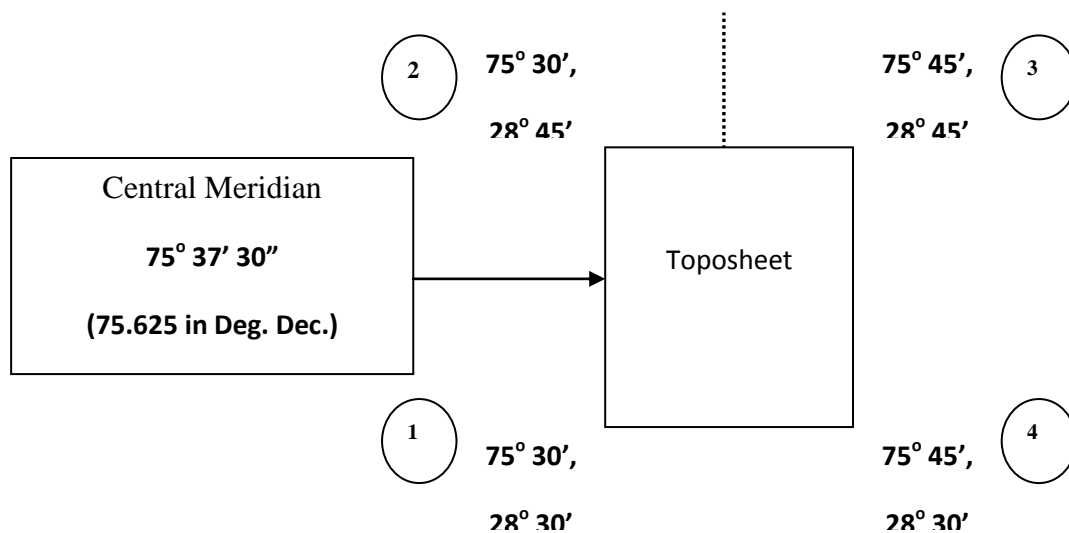 2 75° 30’, 75° 45’, 3
28° 45’ 28° 45’
Central Meridian
75° 37’ 30”
(75.625 in Deg. Dec.)
Toposheet
1 75° 30’, 75° 45’, 4
28° 30’ 28° 30’